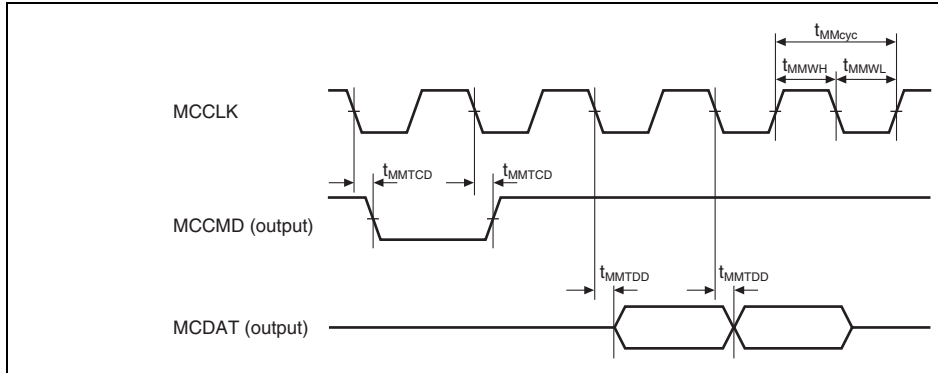 tMMcyc
tMMWH tMMWL
MCCLK
tMMTCD tMMTCD
MCCMD (output)
tMMTDD tMMTDD
MCDAT (output)